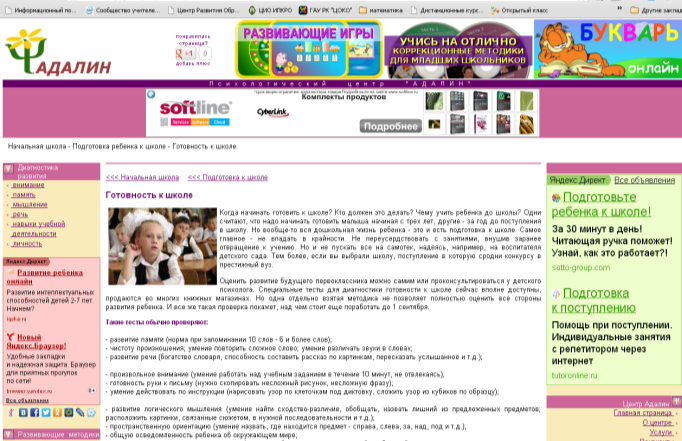 Информационный по...
Сообщество учителе...
Центр Развития Обр...
ЦИО ИПКРО
ГАУ РК "ЦОКО"
математика
Дистанционные курс...
Открытый класс
»
Другие заклад
АДАЛИН
понравилась
страница?
+1
0
добавь плюс
РАЗВИВАЮЩИЕ ИГРЫ
УЧИСЬ НА ОТЛИЧНО
КОРРЕКЦИОННЫЕ МЕТОДИКИ
ДЛЯ МЛАДШИХ ШКОЛЬНИКОВ
БУКВАРЬ
онлайн
Психологический центр "АДАЛИН"
softline
Services Software Cloud
CyberLink
Комплекты продуктов
Подробнее
Начальная школа - Подготовка ребенка к школе - Готовность к школе.
Диагностика
развития
- внимание
- память
- мышление
- речь
- навыки учебной
деятельности
- личность
Яндекс Директ
Развитие ребенка
онлайн
Развитие интеллектуальных
способностей детей 2-7 лет.
Начнем?
Новый
Яндекс.Браузер!
Удобные закладки
и надежная защита. Браузер
для приятных прогулок
по сети!
browser.yandex.ru
Все объявления
Развивающие методики
<<< Начальная школа
<<< Подготовка к школе
Готовность к школе
Когда начинать готовить к школе? Кто должен это делать? Чему учить ребенка до школы? Одни
считают, что надо начинать готовить малыша начиная с трех лет, другие - за год до поступления
в школу. Но вообще-то вся дошкольная жизнь ребенка - это и есть подготовка к школе. Самое
главное - не впадать в крайности. Не переусердствовать с занятиями, внушив заранее
отвращение к учению. Но и не пускать все на самотек, надеясь, например, на воспитателя
детского сада. Тем более, если вы выбрали школу, поступление в которую сродни конкурсу в
престижный вуз.
Оценить развитие будущего первоклассника можно самим или проконсультироваться у детского
психолога. Специальные тесты для диагностики готовности к школе сейчас вполне доступны,
продаются во многих книжных магазинах. Но одна отдельно взятая методика не позволяет полностью оценить все стороны
развития ребенка. И все же такая проверка покажет, над чем стоит еще поработать до 1 сентября.
Такие тесты обычно проверяют:
- развитие памяти (норма при запоминании 10 слов - 6 и более слов);
- чистоту произношения; умение повторить сложное слово; умение различать звуки в словах;
- развитие речи (богатство словаря, способность составить рассказ по картинкам, пересказать услышанное и т.д.);
- произвольное внимание (умение работать над учебным заданием в течение 10 минут, не отвлекаясь);
- готовность руки к письму (нужно скопировать несложный рисунок, несложную фразу);
- умение действовать по инструкции (нарисовать узор по клеточкам под диктовку, сложить узор из кубиков по образцу);
- развитие логического мышления (умение найти сходство-различие, обобщать, назвать лишний из предложенных предметов;
расположить картинки, связанные сюжетом, в нужной последовательности и т.д.);
- пространственную ориентацию (умение назвать, где находится предмет - справа, слева, за, над, под и т.д.);
- общую осведомленность ребенка об окружающем мире;
Яндекс Директ
Все объявления
Подготовьте
ребенка к школе!
За 30 минут в день!
Читающая ручка поможет!
Узнай, как это работает?!
sotto-group.com
Подготовка
к поступлению
Помощь при поступлении.
Индивидуальные занятия
с репетитором через
интернет
tutoronline.ru
Центр Адалин
Главная страница -
О центре -
Услуги -